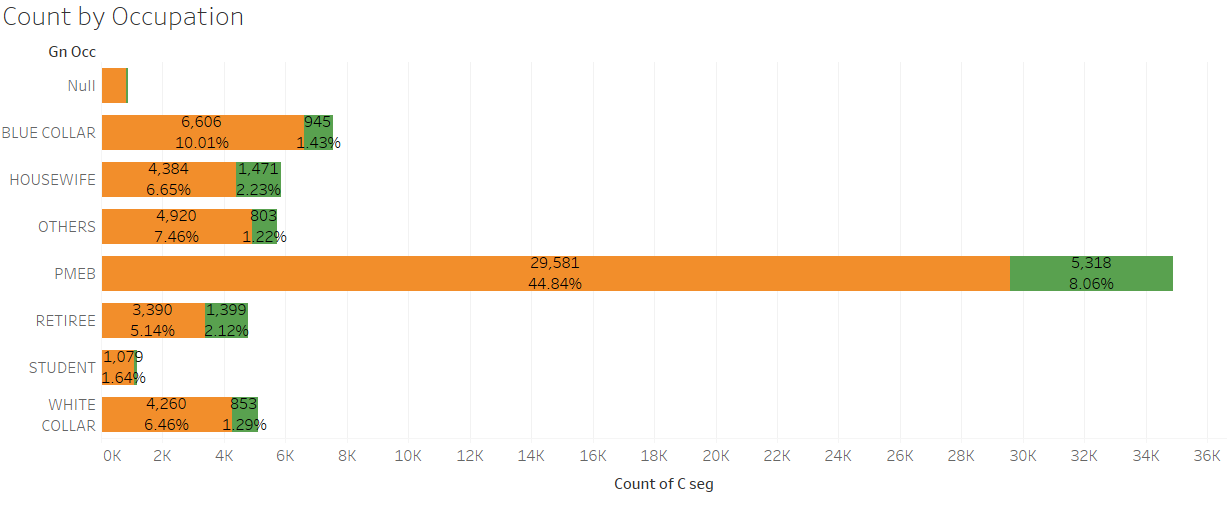 Count by Occupation
Gn Occ
Null
BLUE COLLAR
6,606
945
10.01%
1.43%
HOUSEWIFE
4,384
1,471
6.65%
2.23%
OTHERS
4,920
803
7.46%
1.22%
PMEB
29,581
5,318
44.84%
8.06%
RETIREE
3,390
1,399
5.14%
2.12%
STUDENT
1,079
1.64%
WHITE
COLLAR
4,260
853
6.46%
1.29%
0K 2K 4K 6K 8K 10K 12K 14K 16K 18K 20K 22K 24K 26K 28K 30K 32K 34K 36K
Count of C seg